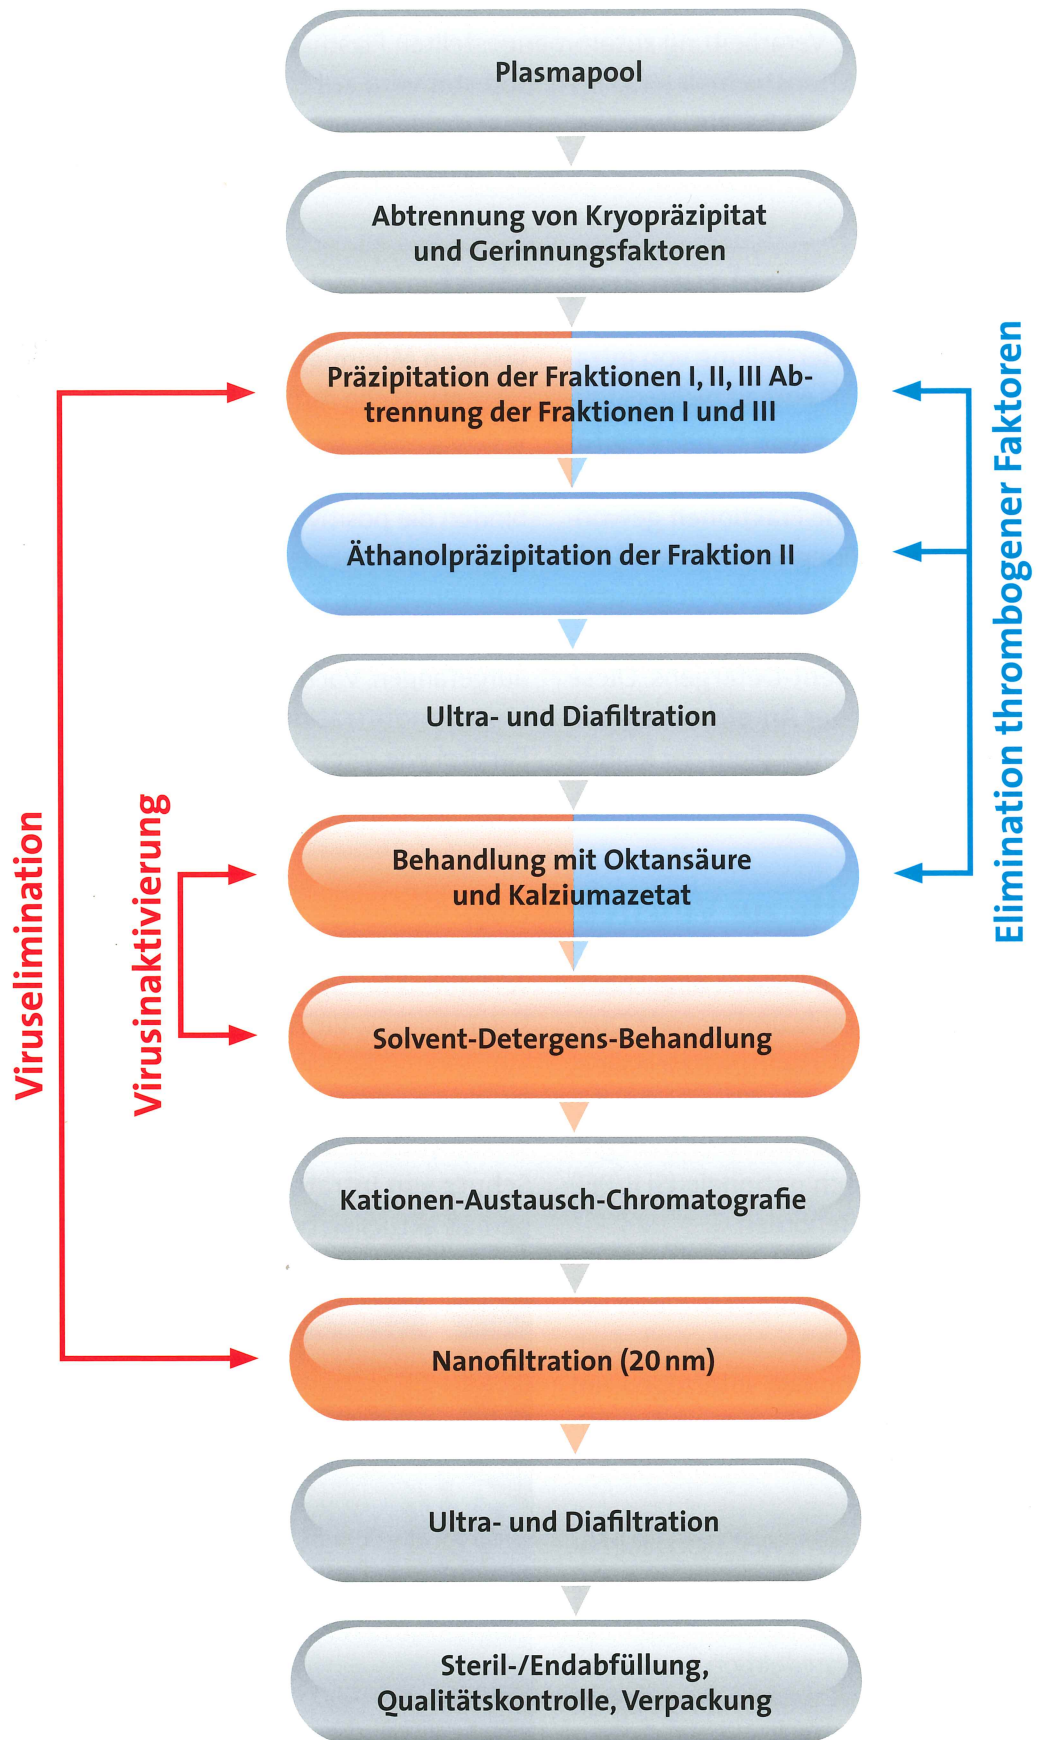 Plasmapool
Abtrennung von Kryopräzipitat
und Gerinnungsfaktoren
Präzipitation der Fraktionen I, II, III Ab-
trennung der Fraktionen I und III
Äthanolpräzipitation der Fraktion II
Ultra- und Diafiltration
Behandlung mit Oktansäure
und Kalziumazetat
Solvent-Detergens-Behandlung
Kationen-Austausch-Chromatografie
Nanofiltration (20 nm)
Ultra- und Diafiltration
Steril-/Endabfüllung,
Qualitätskontrolle, Verpackung
Viruselimination
Virusinaktivierung
Elimination thrombogener Faktoren